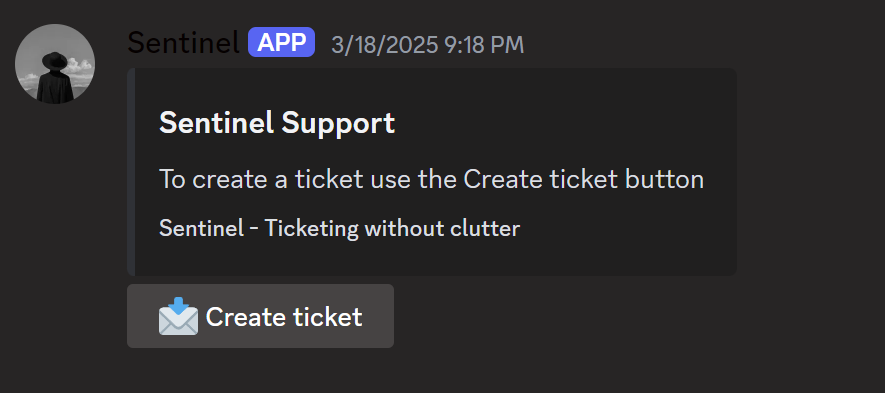 Sentinel APP 3/18/2025 9:18 PM
Sentinel Support
To create a ticket use the Create ticket button
Sentinel - Ticketing without clutter
Create ticket